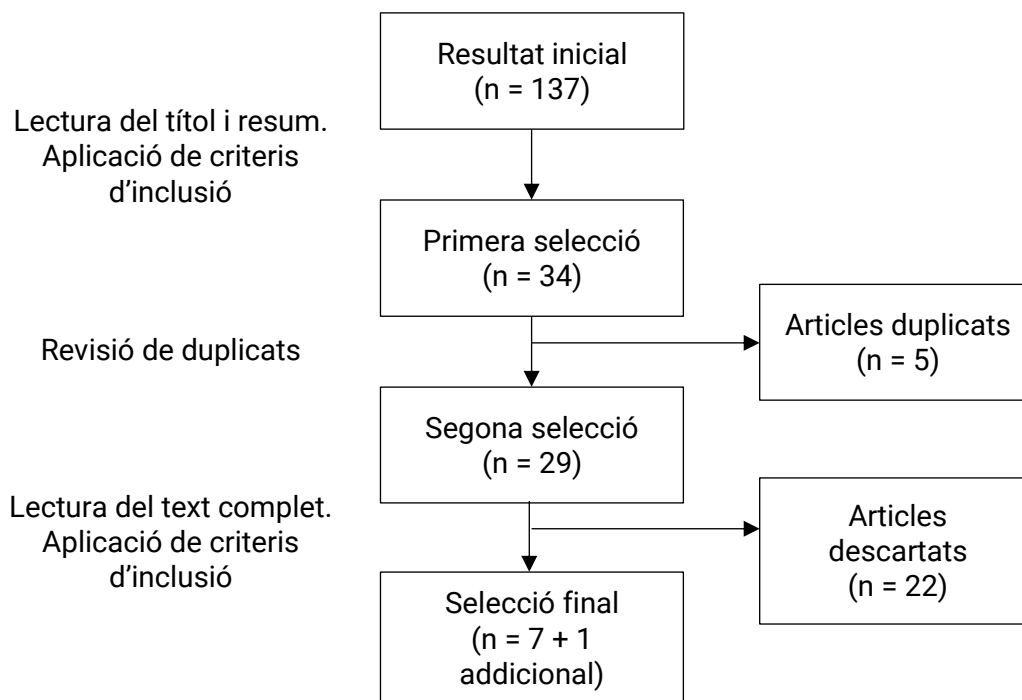 Resultat inicial
(n = 137)
Lectura del títol i resum.
Aplicació de criteris
d’inclusió
Primera selecció
(n = 34)
Articles duplicats
(n = 5)
Revisió de duplicats
Segona selecció
(n = 29)
Lectura del text complet.
Aplicació de criteris
d’inclusió
Articles
descartats
(n = 22)
Selecció final
(n = 7 + 1
addicional)